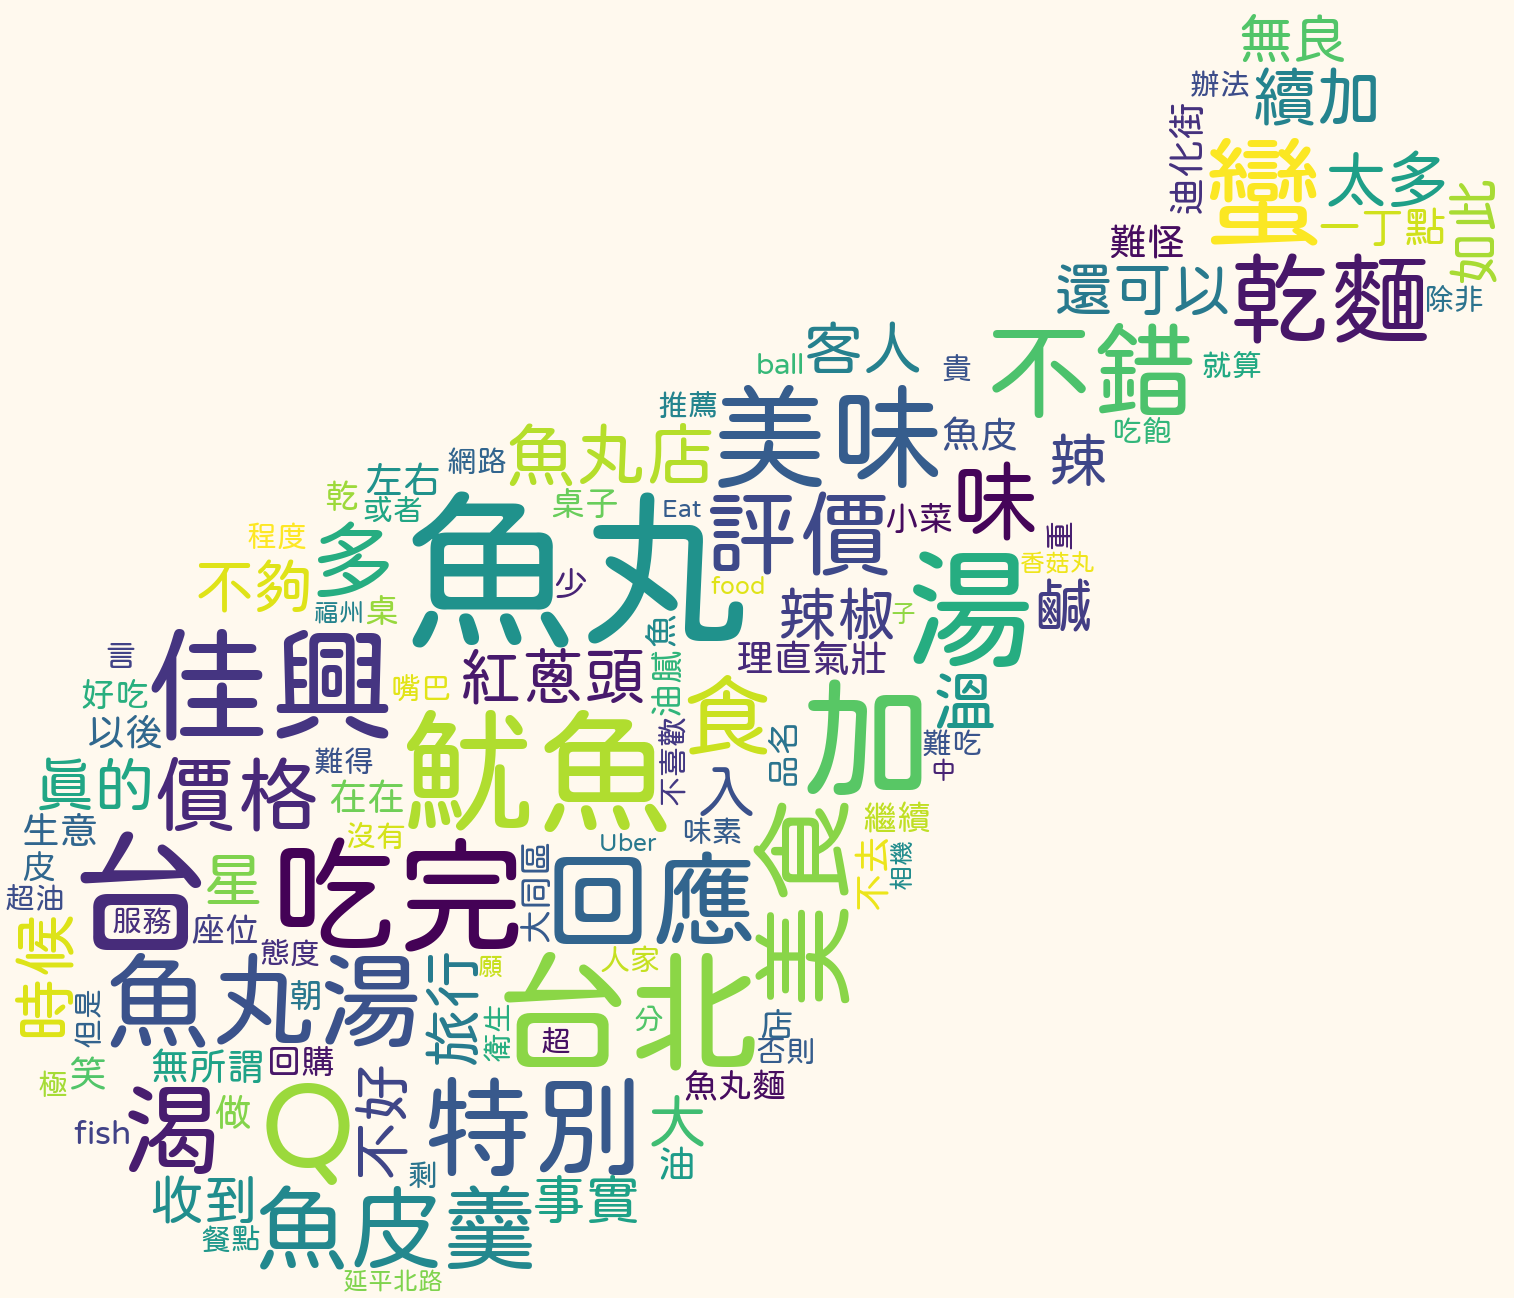 無良
辦法
續加
迪化街
蠻
太多
一丁點
如此
難怪
還可以
乾麵
除非
客人
ball
貴
不錯
就算
推薦
美味
魚皮
吃飽
網路
魚丸店
辣
左右
乾
或者
桌子
Eat
評價
小菜
味
重
程度
多
魚丸
少
food
湯
香菇丸
不夠
福州
桌
辣椒
子
鹹
言
佳興
紅蔥頭
魚
理直氣壯
好吃
嘴巴
油膩
食
加
溫
以後
難得
魷魚
不喜歡
品名
難吃
中
真的
價格
在在
入
生意
沒有
Uber
味素
美食
繼續
皮
台
星
吃完
大同區
回應
不去
相機
超油
服務
座位
時候
態度
人家
魚丸湯
朝
旅行
願
台北
但是
衛生
超
分
店
否則
無所謂
回購
笑
極
不好
魚丸麵
fish
渴
做
Q
特別
大
油
收到
剩
事實
餐點
魚皮羹
延平北路